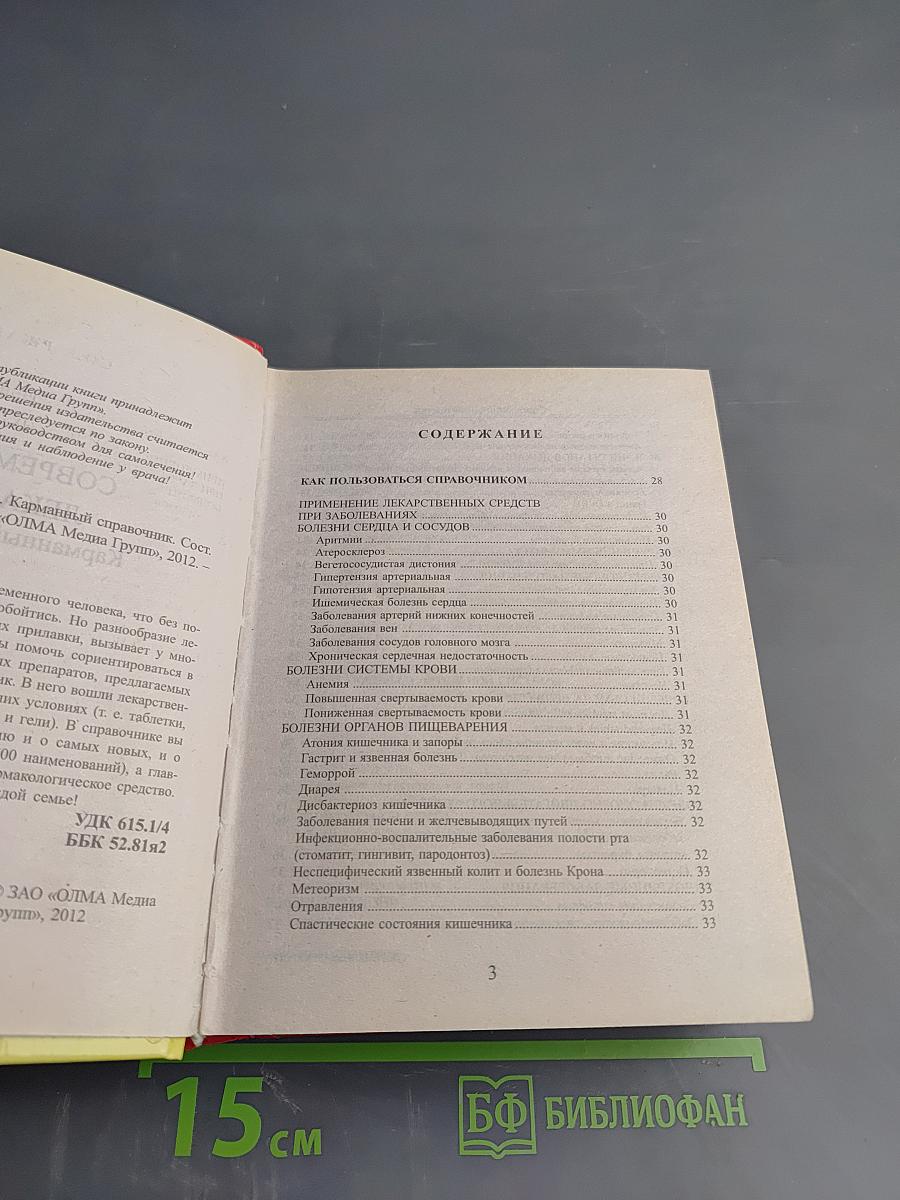 публикации книги принадлежит
МА Медиа Групп».
решения издательства считается
преследуется по закону.
руководством для самолечения!
ния и наблюдение у врача!
. Карманный справочник. Сост.
«ОЛМА Медиа Групп», 2012. –
ременного человека, что без по-
обойтись. Но разнообразие ле-
их прилавки, вызывает у мно-
ы помочь сориентироваться в
ых препаратов, предлагаемых
ик. В него вошли лекарствен-
них условиях (т. е. таблетки,
и гели). В справочнике вы
ю и о самых новых, и о
00 наименований), а глав-
рмакологическое средство.
дой семье!
УДК 615.1/4
ББК 52.81я2
© ЗАО «ОЛМА Медиа
Групп», 2012
СОДЕРЖАНИЕ
КАК ПОЛЬЗОВАТЬСЯ СПРАВОЧНИКОМ 28
ПРИМЕНЕНИЕ ЛЕКАРСТВЕННЫХ СРЕДСТВ
ПРИ ЗАБОЛЕВАНИЯХ 30
БОЛЕЗНИ СЕРДЦА И СОСУДОВ 30
Аритмии 30
Атеросклероз 30
Вегетососудистая дистония 30
Гипертензия артериальная 30
Гипотензия артериальная 30
Ишемическая болезнь сердца 30
Заболевания артерий нижних конечностей 31
Заболевания вен 31
Заболевания сосудов головного мозга 31
Хроническая сердечная недостаточность 31
БОЛЕЗНИ СИСТЕМЫ КРОВИ 31
Анемия 31
Повышенная свертываемость крови 31
Пониженная свертываемость крови 31
БОЛЕЗНИ ОРГАНОВ ПИЩЕВАРЕНИЯ 32
Атония кишечника и запоры 32
Гастрит и язвенная болезнь 32
Геморрой 32
Диарея 32
Дисбактериоз кишечника 32
Заболевания печени и желчевыводящих путей 32
Инфекционно-воспалительные заболевания полости рта
(стоматит, гингивит, пародонтоз) 32
Неспецифический язвенный колит и болезнь Крона 33
Метеоризм 33
Отравления 33
Спастические состояния кишечника 33
3
15 см
БФ БИБЛИОФАН